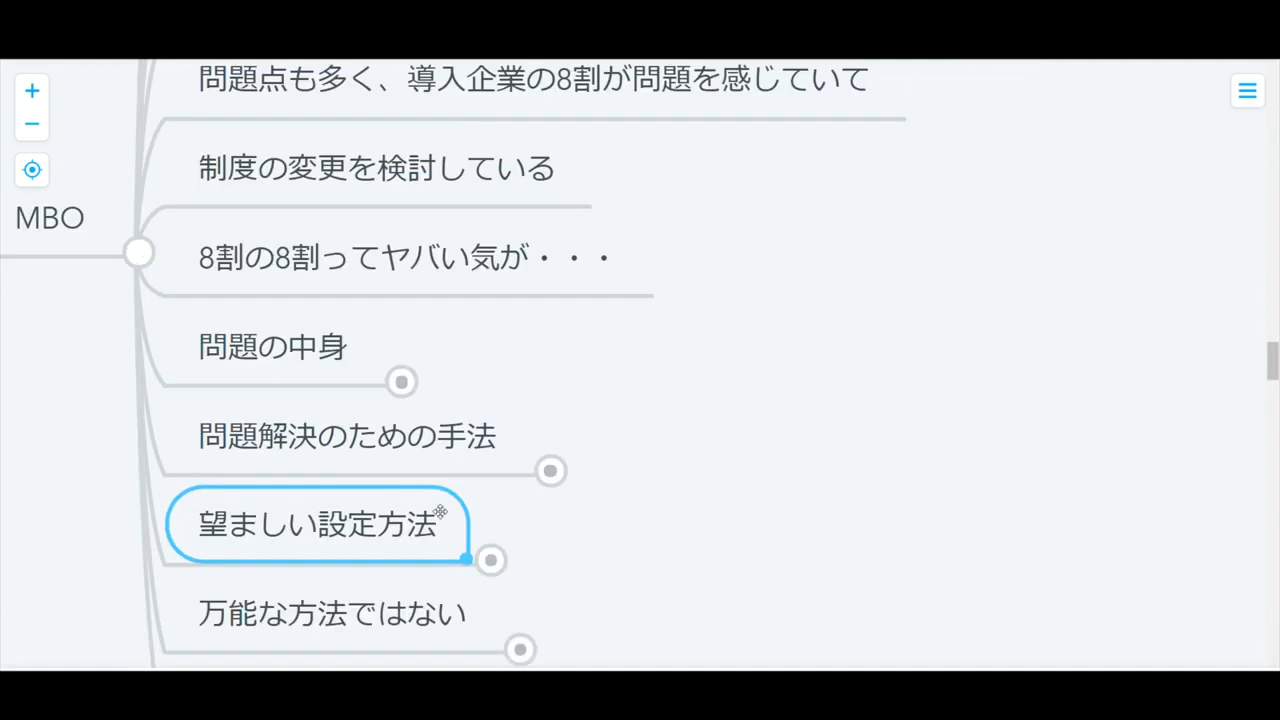 問題点も多く、導入企業の8割が問題を感じていて
制度の変更を検討している
MBO
8割の8割ってヤバい気が・・・
問題の中身
問題解決のための手法
望ましい設定方法
万能な方法ではない